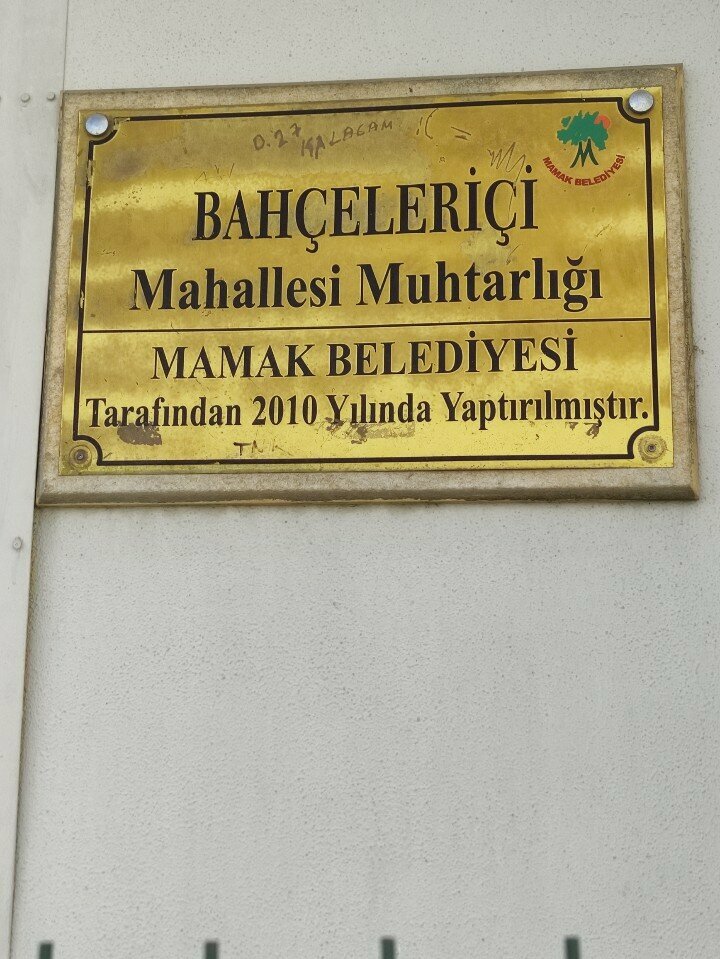 MAMAK BELEDİYESİ
BAHÇELERİÇİ
Mahallesi Muhtarlığı
MAMAK BELEDİYESİ
Tarafından 2010 Yılında Yaptırılmıştır.